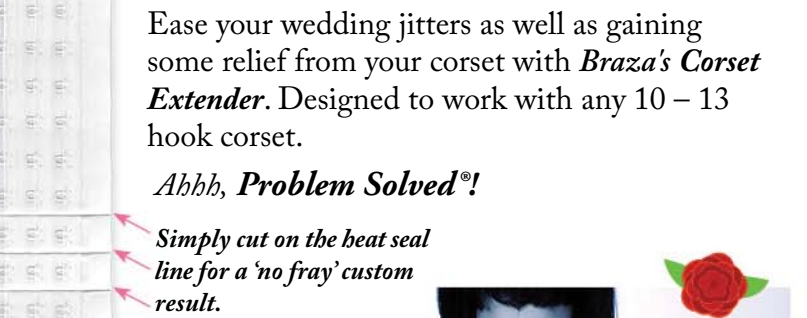 Ease your wedding jitters as well as gaining
some relief from your corset with Braza's Corset
Extender. Designed to work with any 10 – 13
hook corset.
Ahhh, Problem Solved®!
Simply cut on the heat seal
line for a ‘no fray’ custom
result.